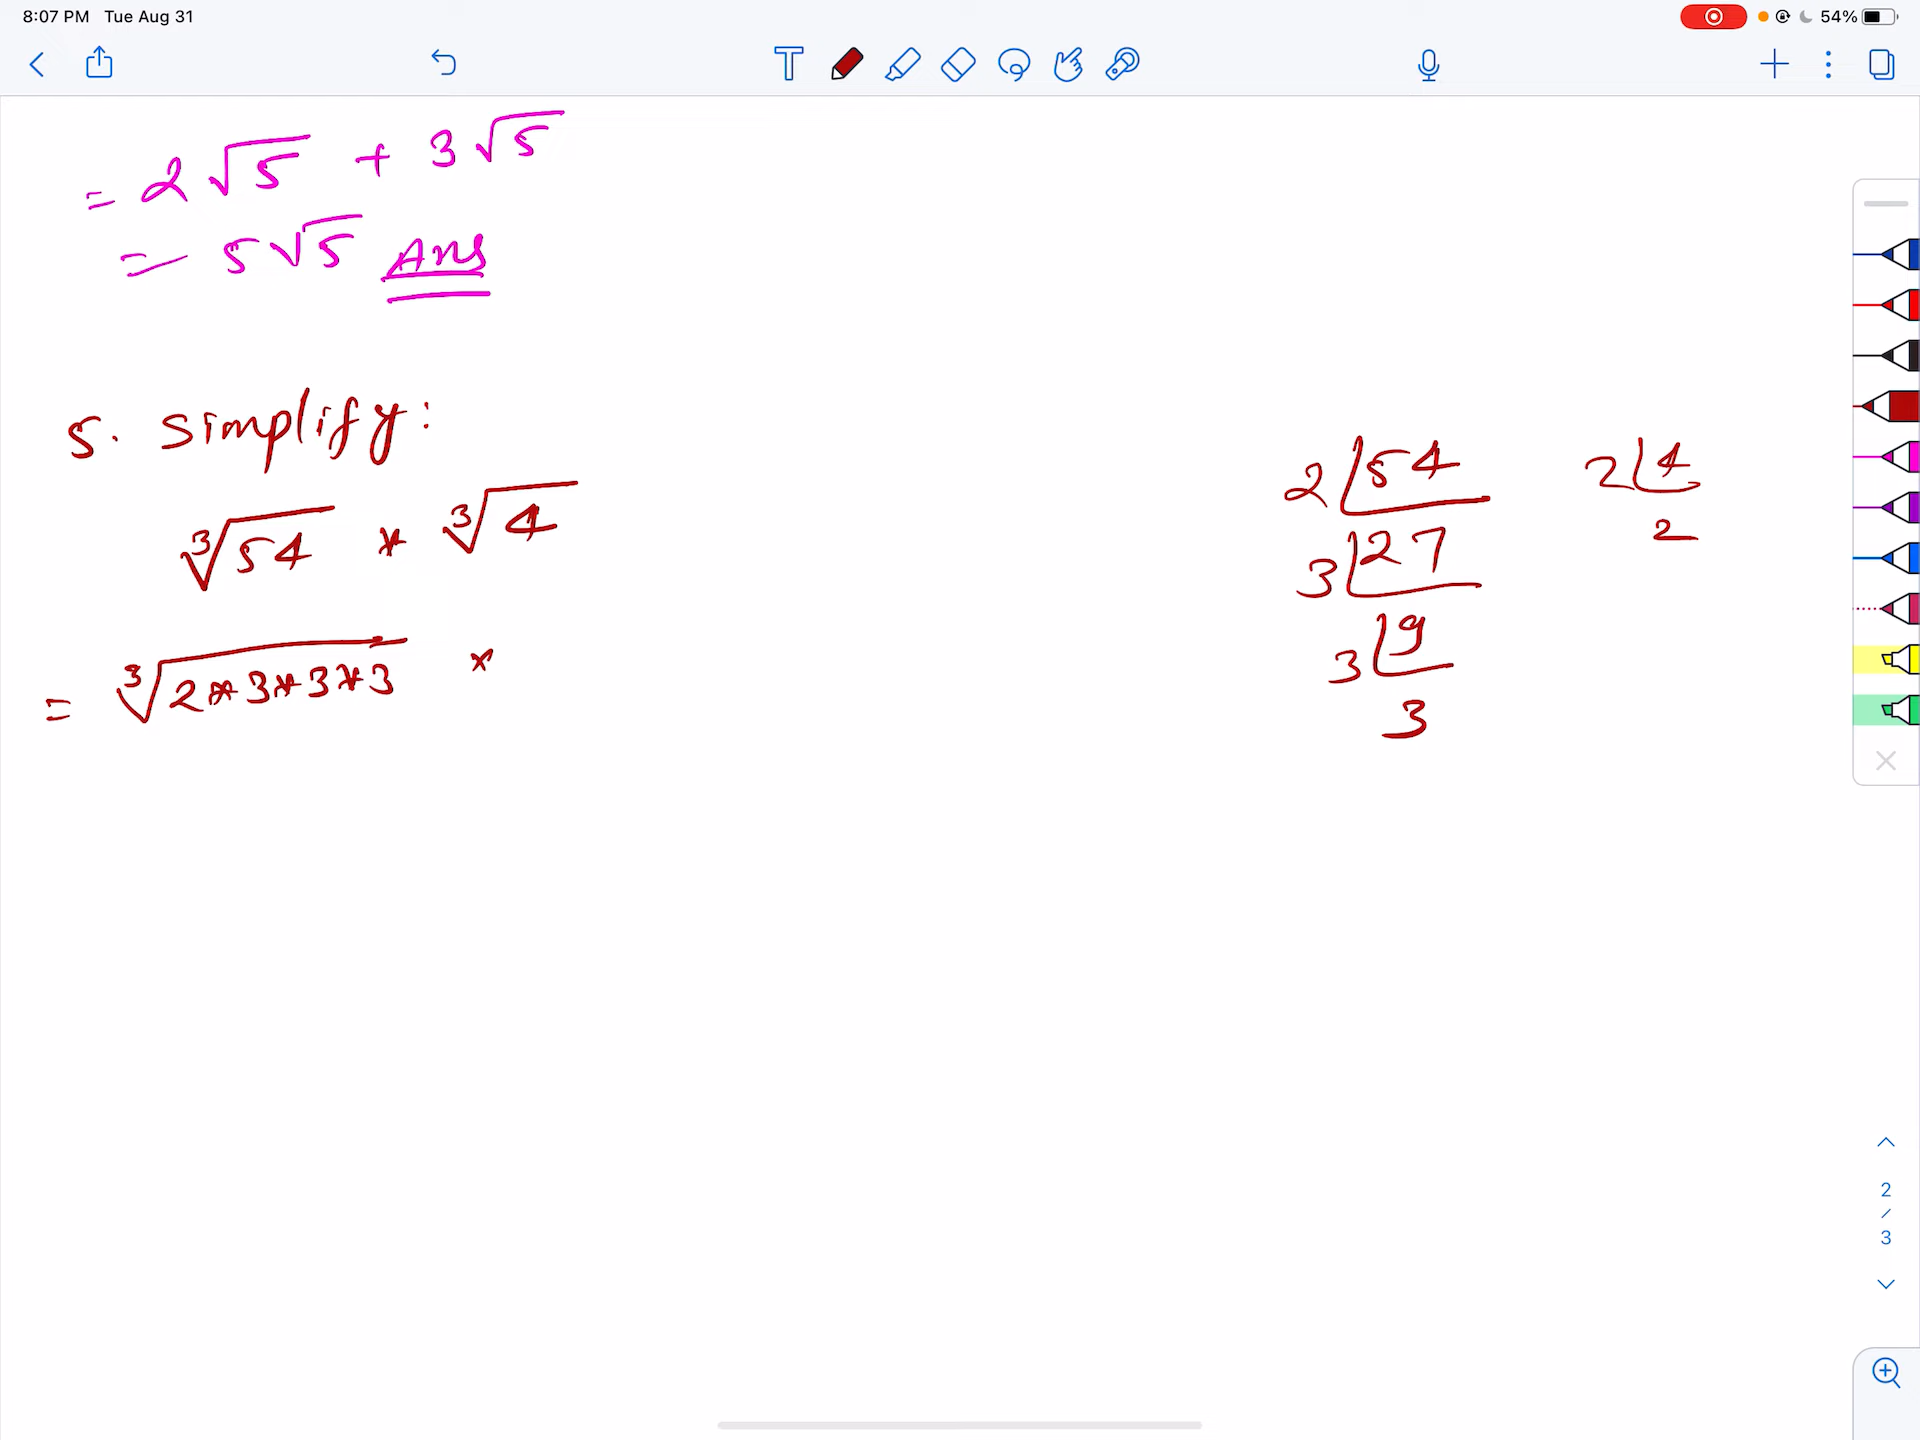 8:07 PM Tue Aug 31
54%
T
= 2√5 + 3√5
= 5√5 Ans
5. Simplify:
∛54 * ∛4
= ∛2*3*3*3 *
2 54
3 27
3 9
3
2 4
2
2
/
3